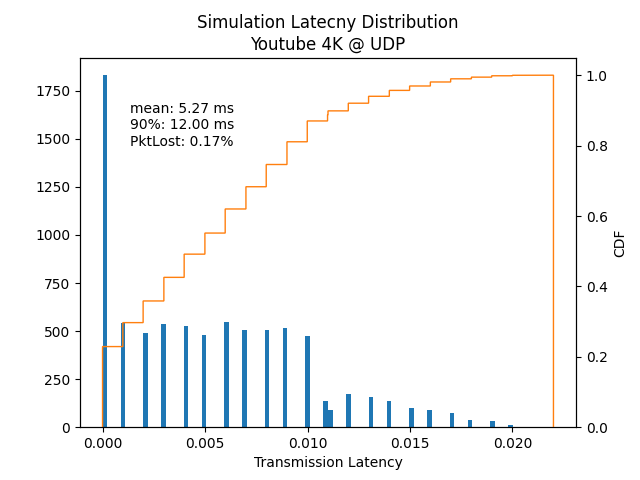 Simulation Latecny Distribution
Youtube 4K @ UDP
mean: 5.27 ms
90%: 12.00 ms
PktLost: 0.17%
1750
1500
1250
1000
750
500
250
0
1.0
0.8
0.6
0.4
0.2
0.0
CDF
0.000
0.005
0.010
0.015
0.020
Transmission Latency